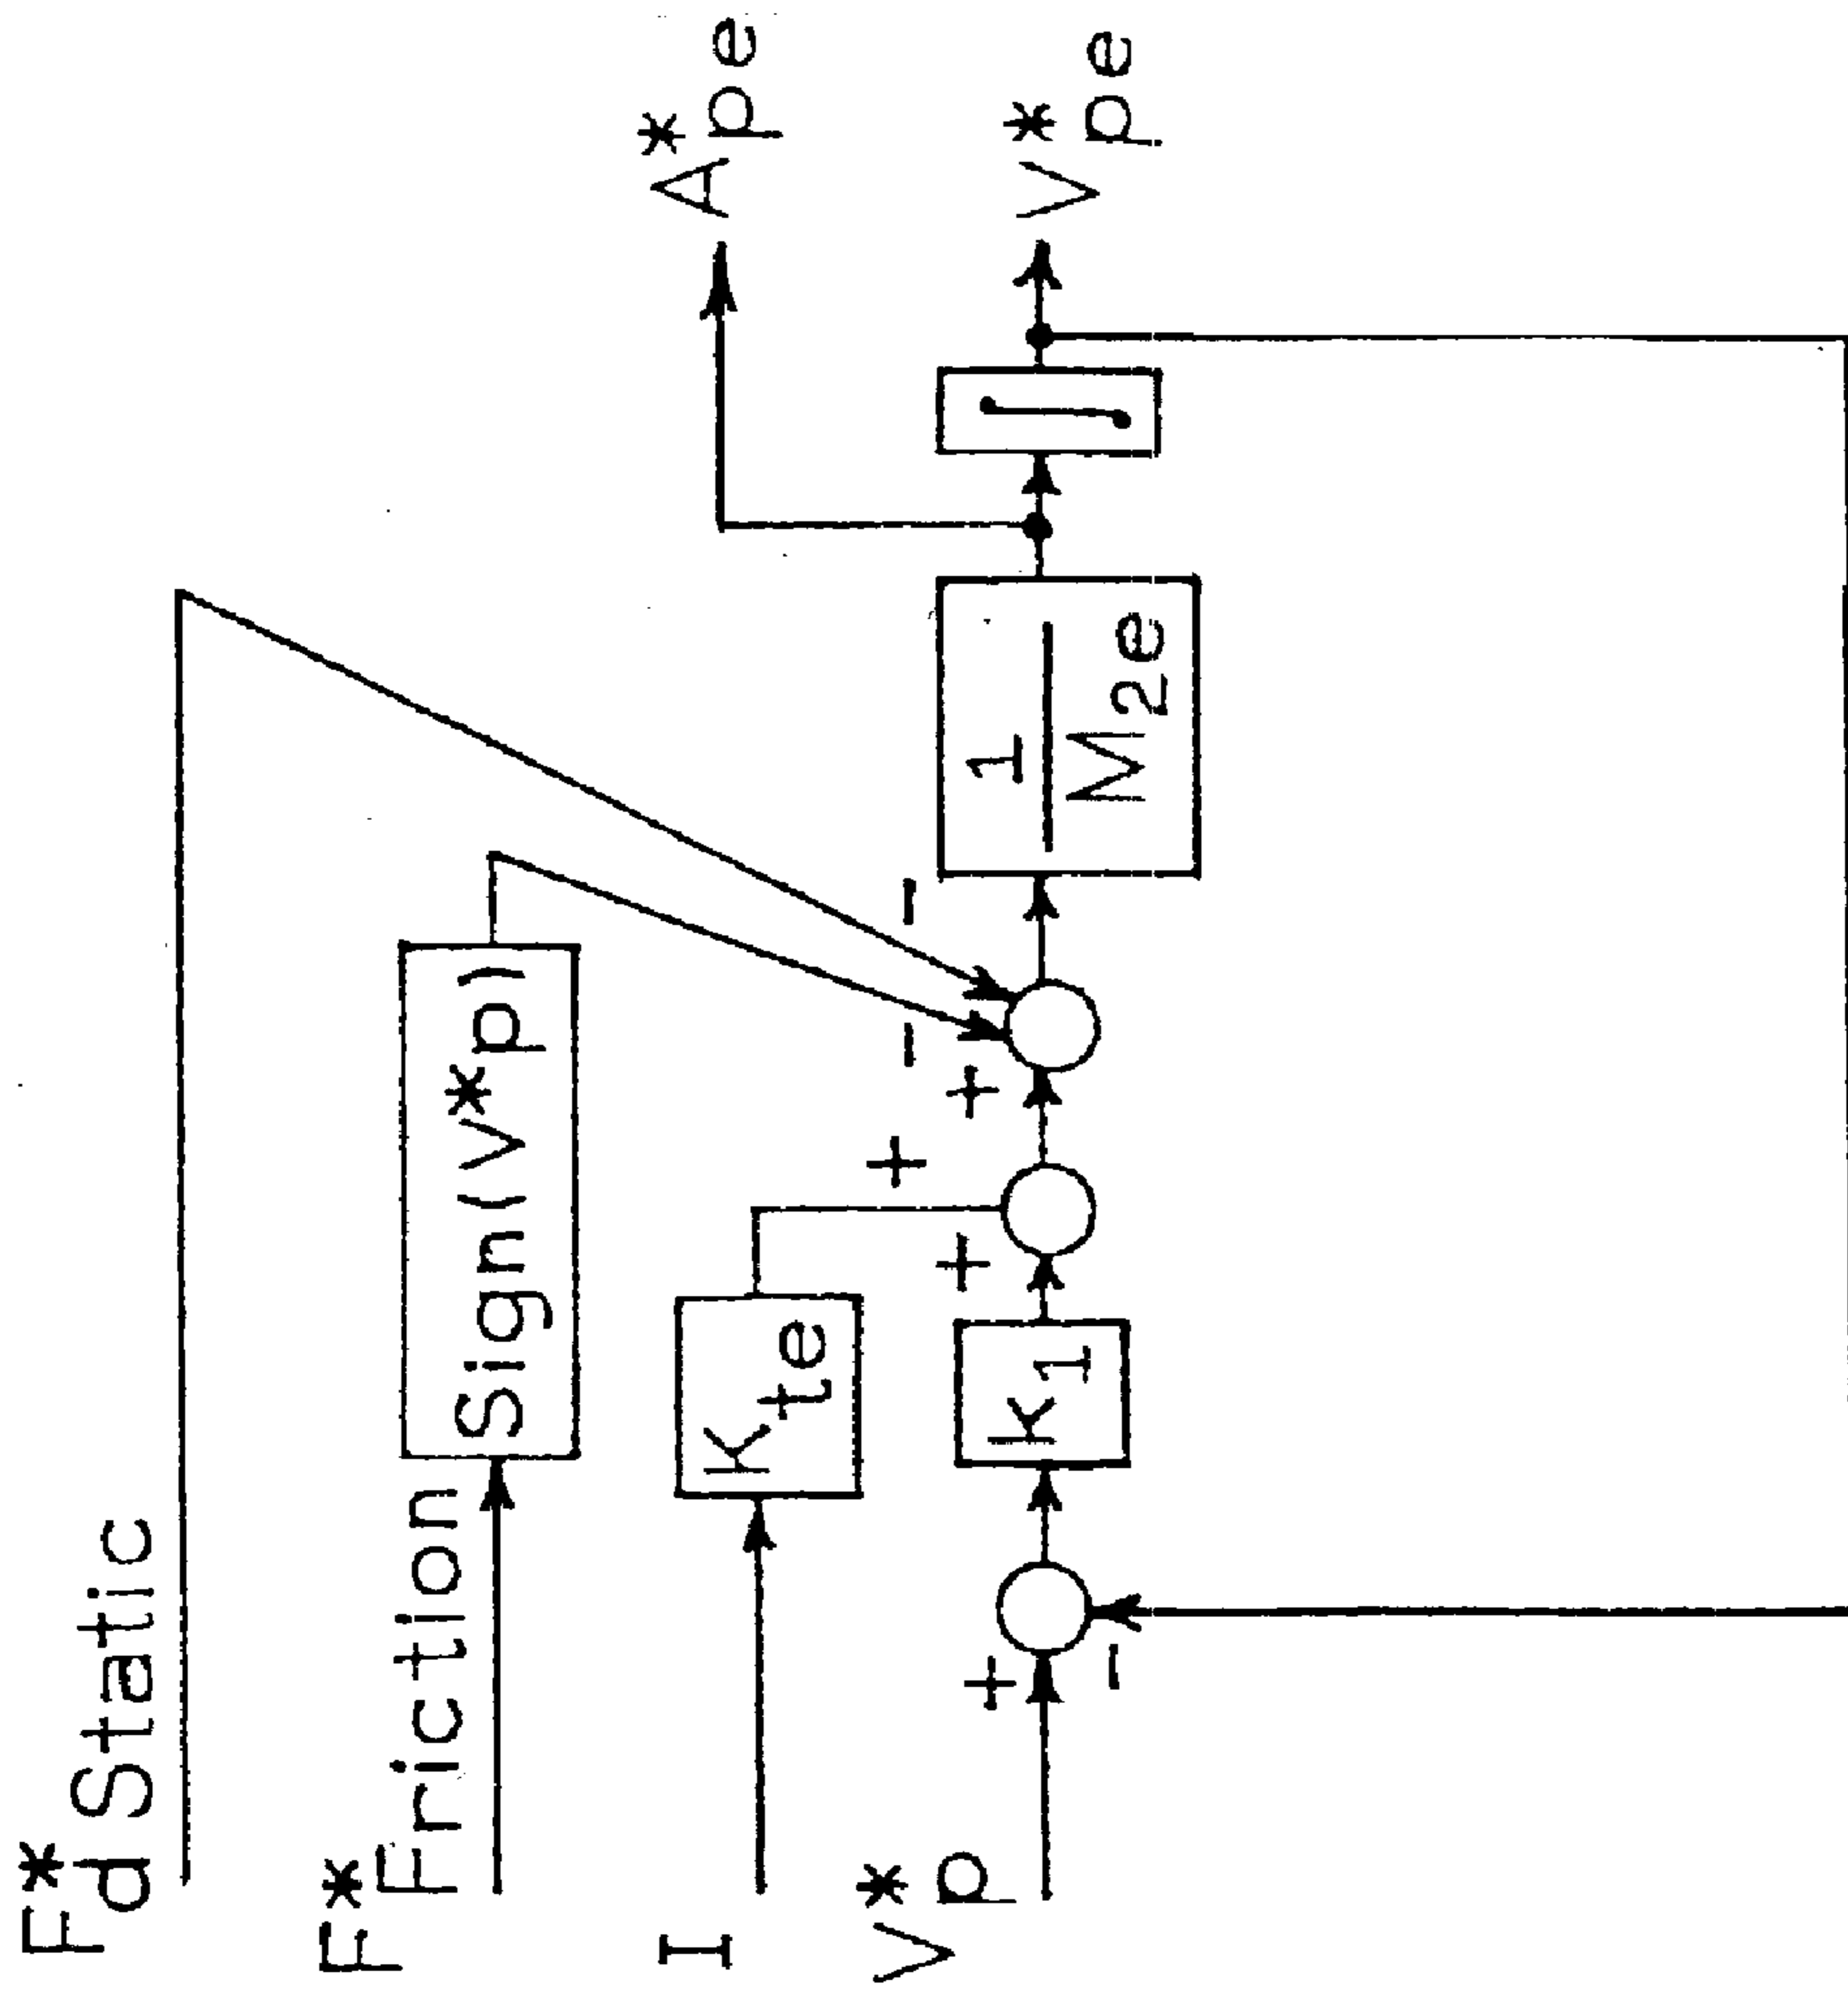 F*d Static
F*Friction
Sign(V*p)
I
Kte
V*p
+
-
K1
+
+
+
-
-
1
M2e
∫
A*pe
V*pe